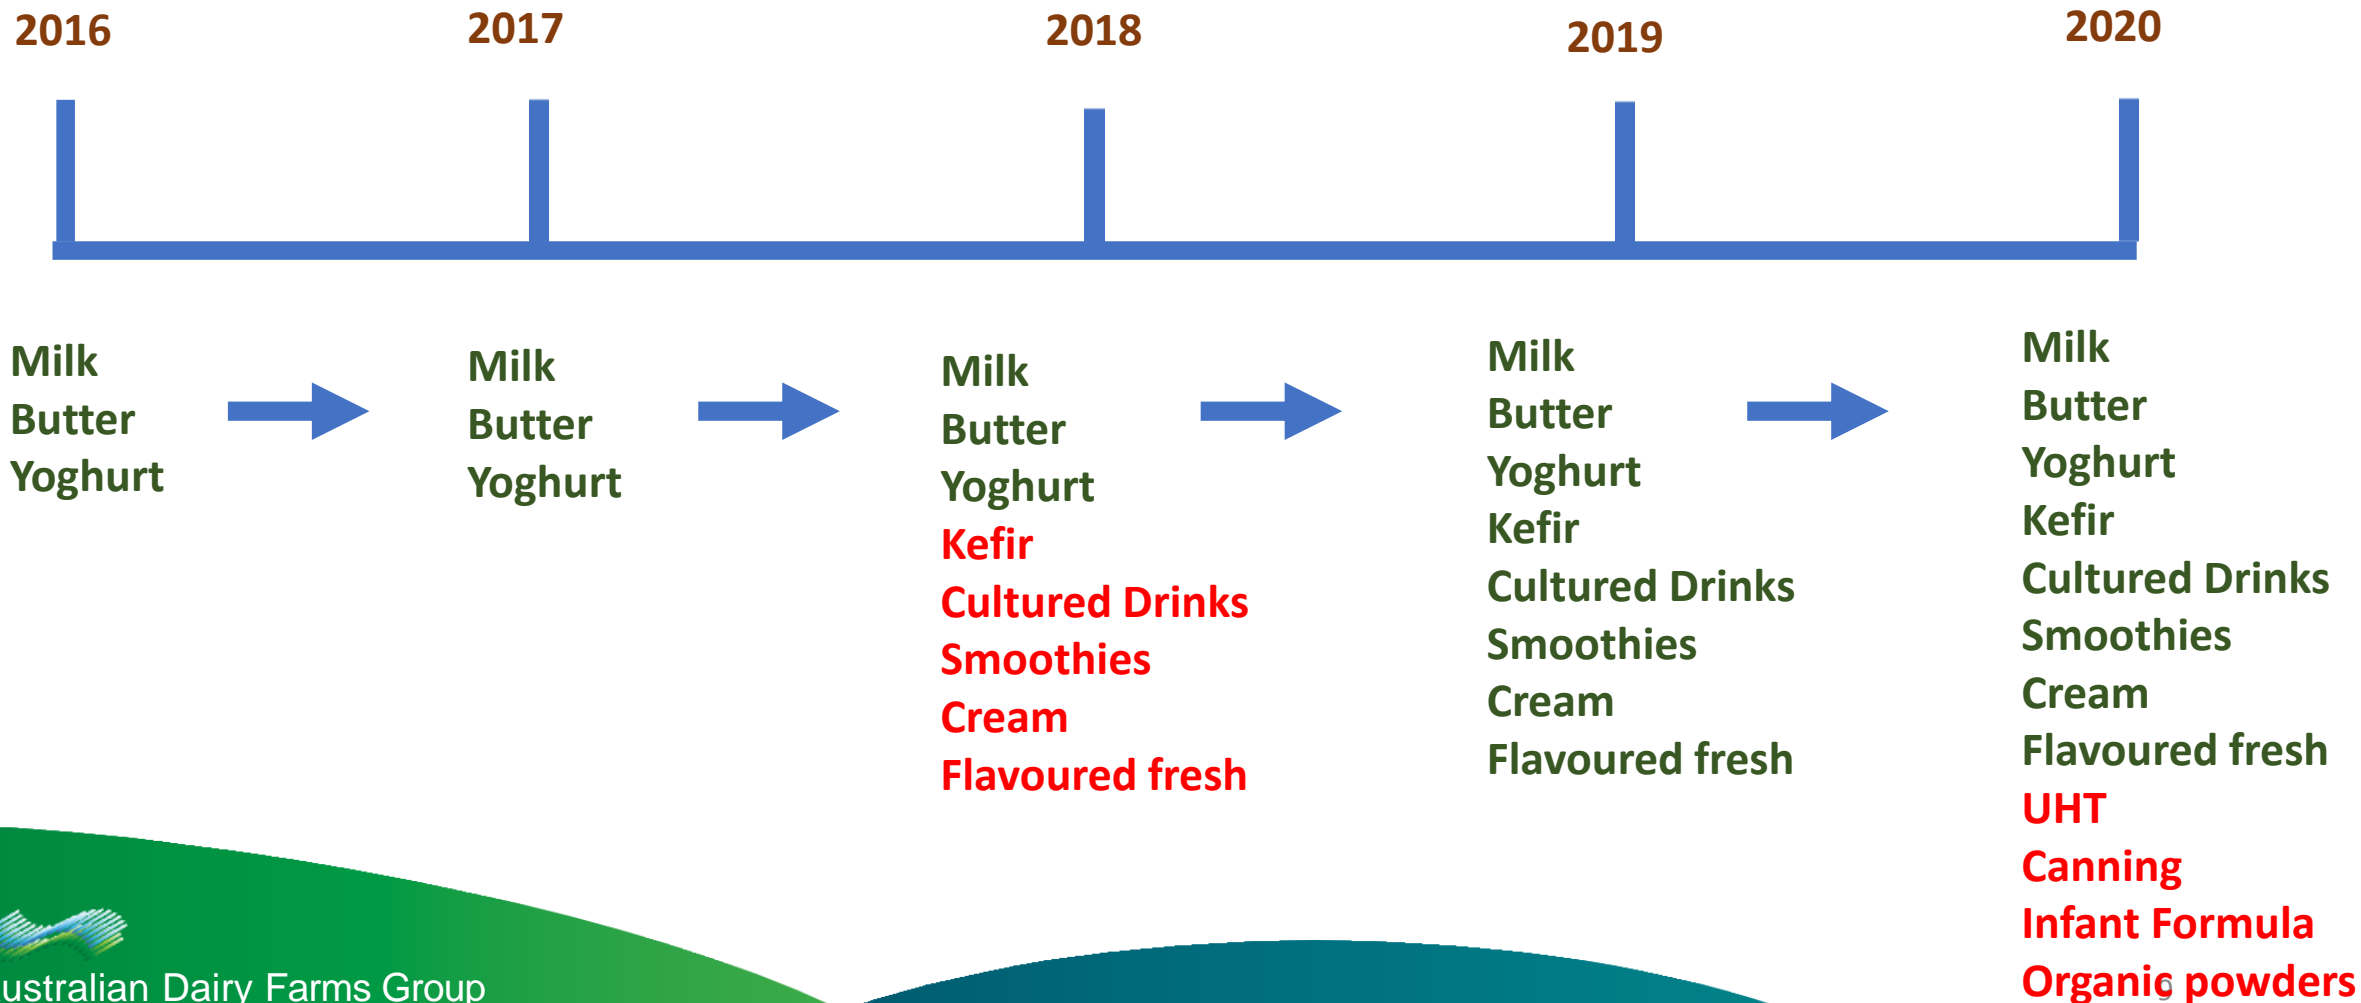 2016
2017
2018
2019
2020
Milk
Butter
Yoghurt
Milk
Butter
Yoghurt
Milk
Butter
Yoghurt
Kefir
Cultured Drinks
Smoothies
Cream
Flavoured fresh
Milk
Butter
Yoghurt
Kefir
Cultured Drinks
Smoothies
Cream
Flavoured fresh
Milk
Butter
Yoghurt
Kefir
Cultured Drinks
Smoothies
Cream
Flavoured fresh
UHT
Canning
Infant Formula
Organic powders
9
ustralian Dairy Farms Group